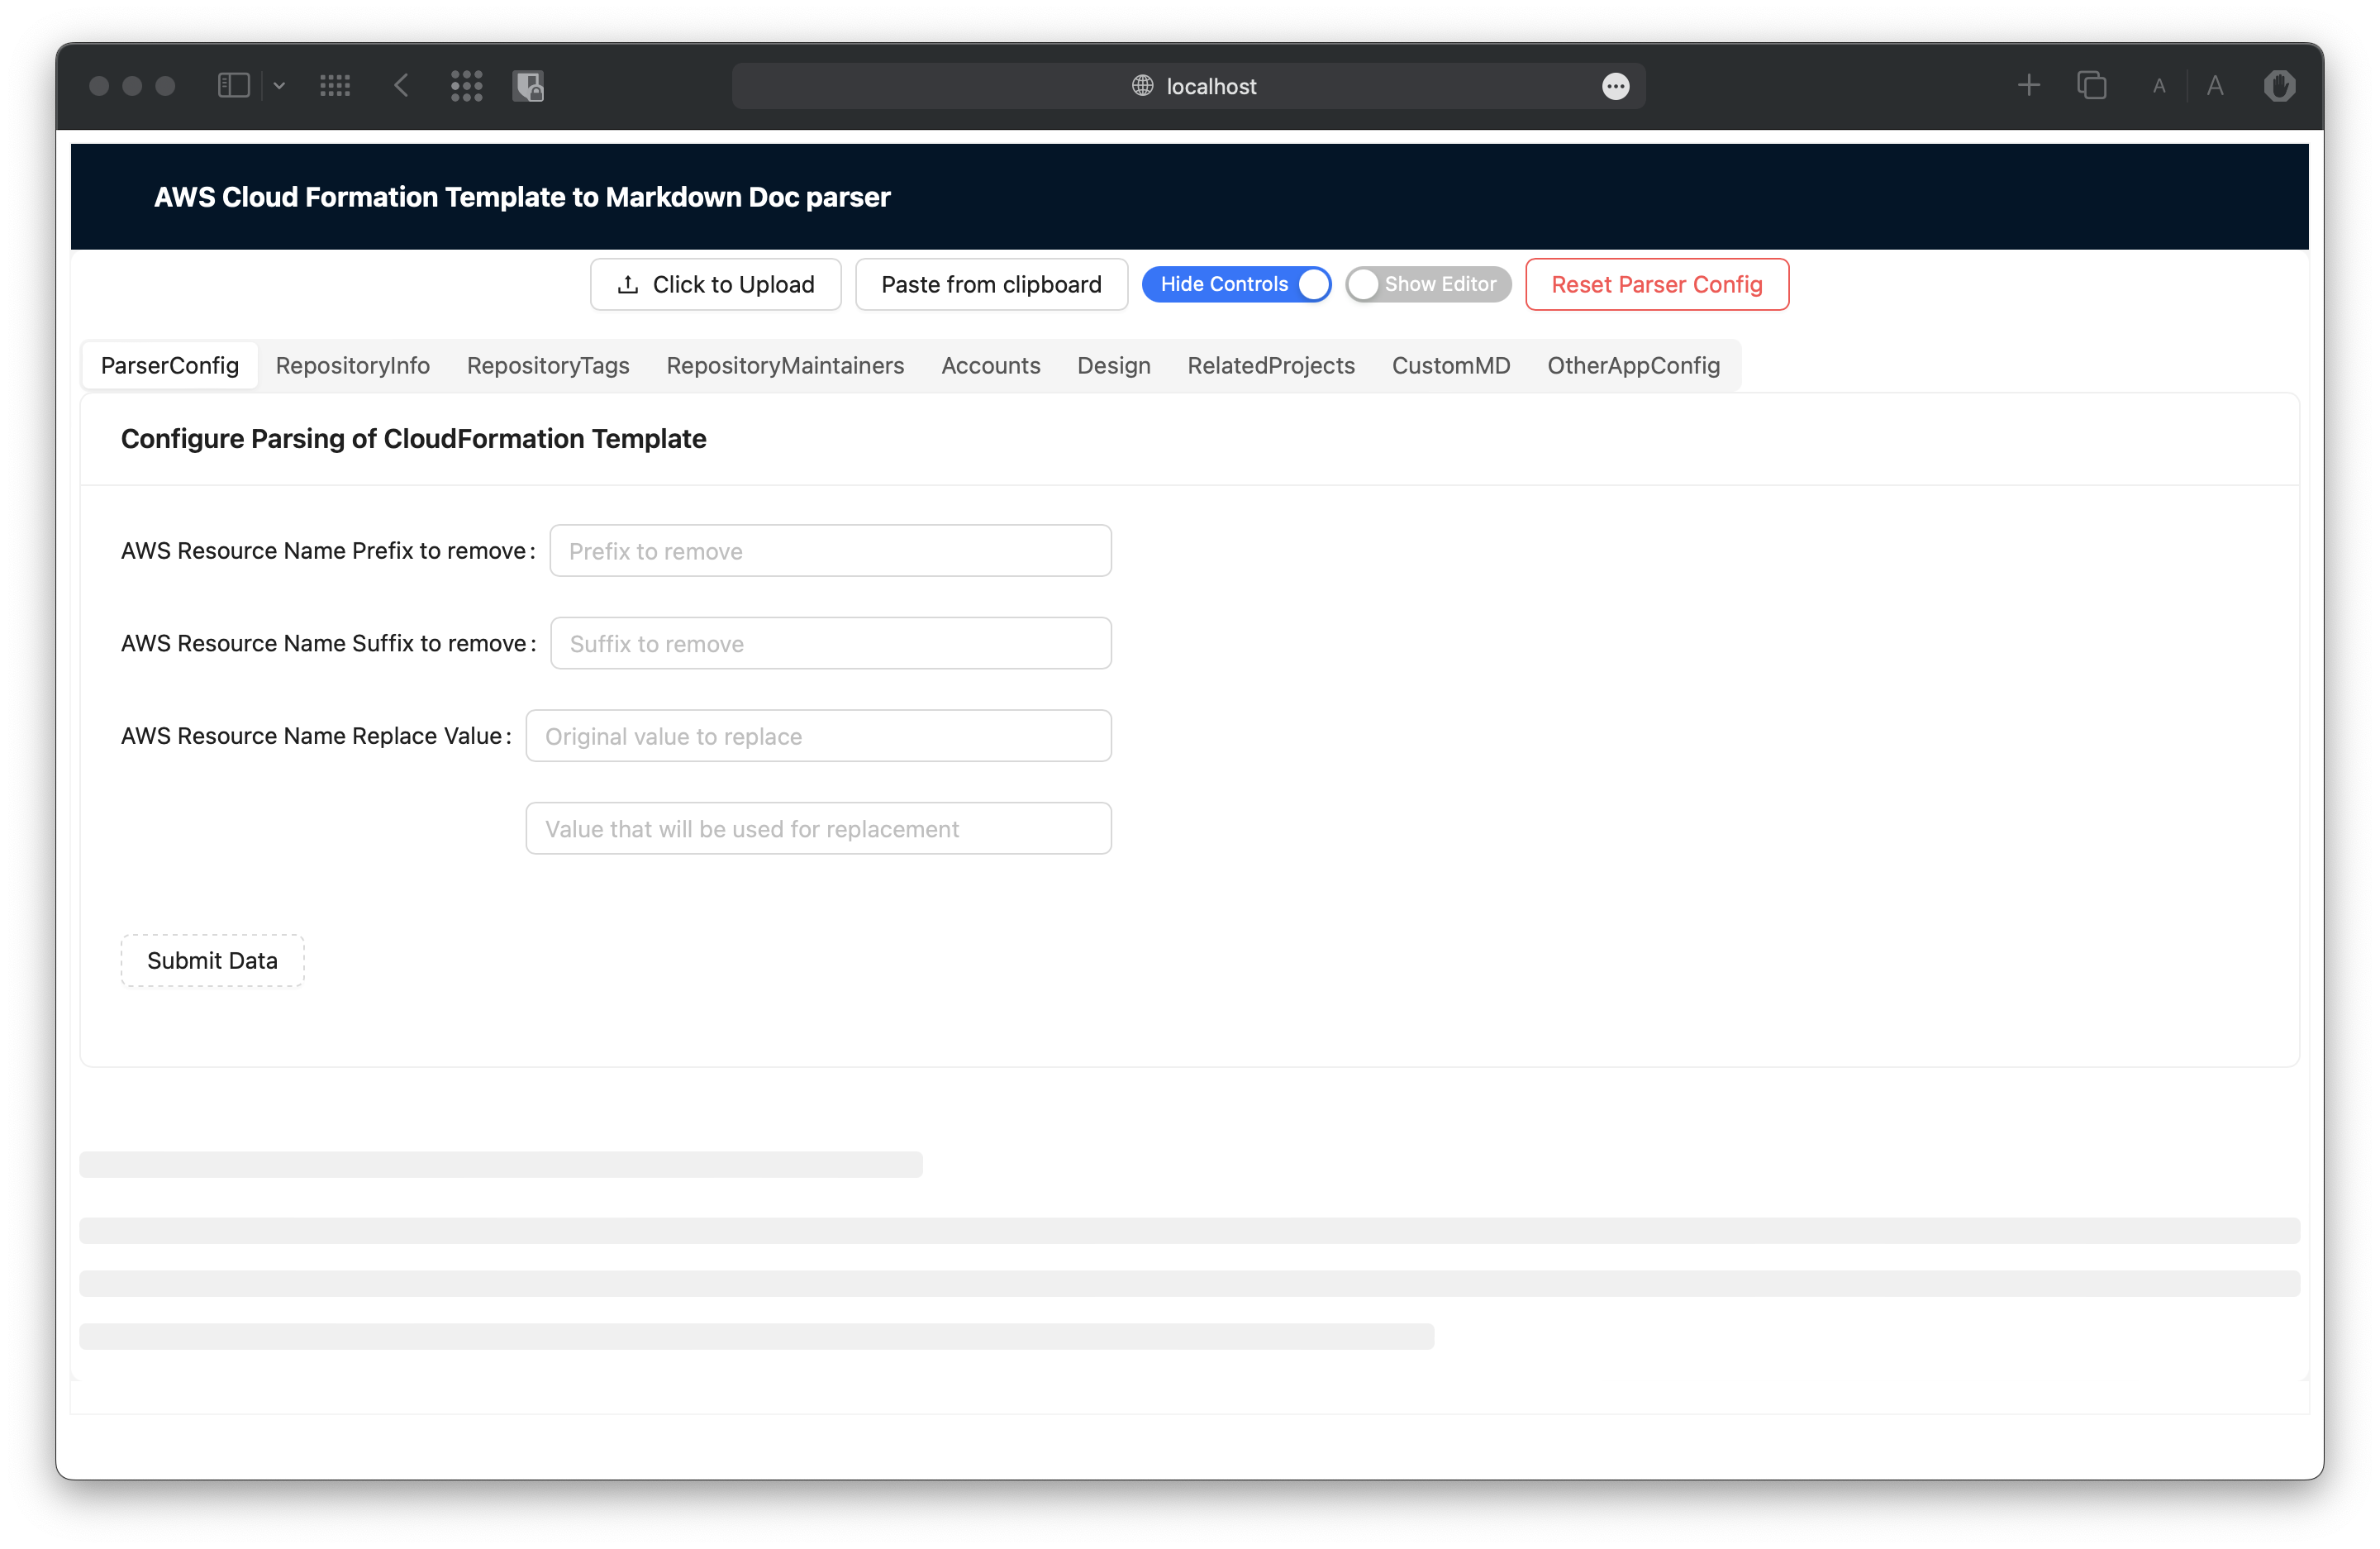 localhost
A A
AWS Cloud Formation Template to Markdown Doc parser
Click to Upload Paste from clipboard Hide Controls Show Editor Reset Parser Config
ParserConfig RepositoryInfo RepositoryTags RepositoryMaintainers Accounts Design RelatedProjects CustomMD OtherAppConfig
Configure Parsing of CloudFormation Template
AWS Resource Name Prefix to remove: Prefix to remove
AWS Resource Name Suffix to remove: Suffix to remove
AWS Resource Name Replace Value: Original value to replace
Value that will be used for replacement
Submit Data